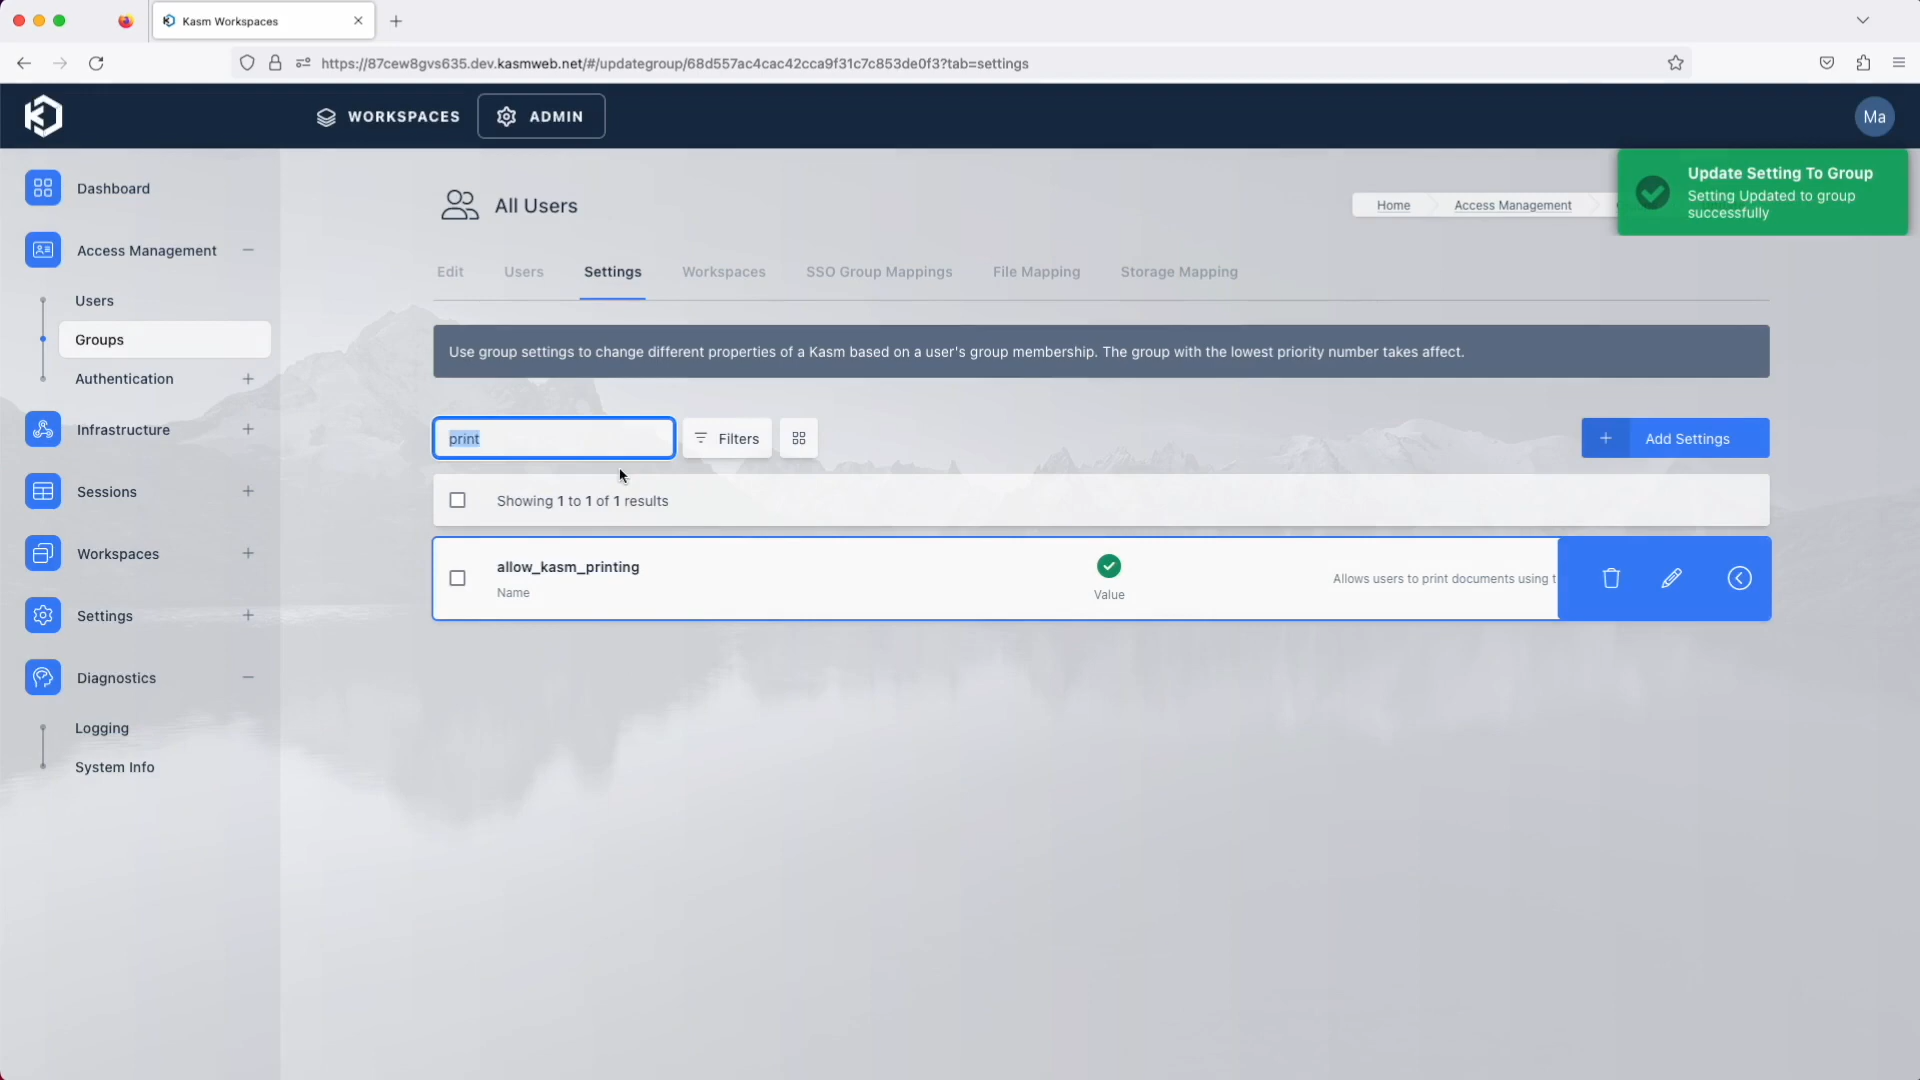 Kasm Workspaces
https://87cew8gvs635.dev.kasmweb.net/#/updategroup/68d557ac4cac42cca9f31c7c853de0f3?tab=settings
WORKSPACES
ADMIN
Ma
Update Setting To Group
Setting Updated to group
successfully
Dashboard
Access Management
Users
Groups
Authentication
Infrastructure
Sessions
Workspaces
Settings
Diagnostics
Logging
System Info
All Users
Home
Access Management
Edit
Users
Settings
Workspaces
SSO Group Mappings
File Mapping
Storage Mapping
Use group settings to change different properties of a Kasm based on a user's group membership. The group with the lowest priority number takes affect.
print
Filters
Add Settings
Showing 1 to 1 of 1 results
allow_kasm_printing
Name
Value
Allows users to print documents using t